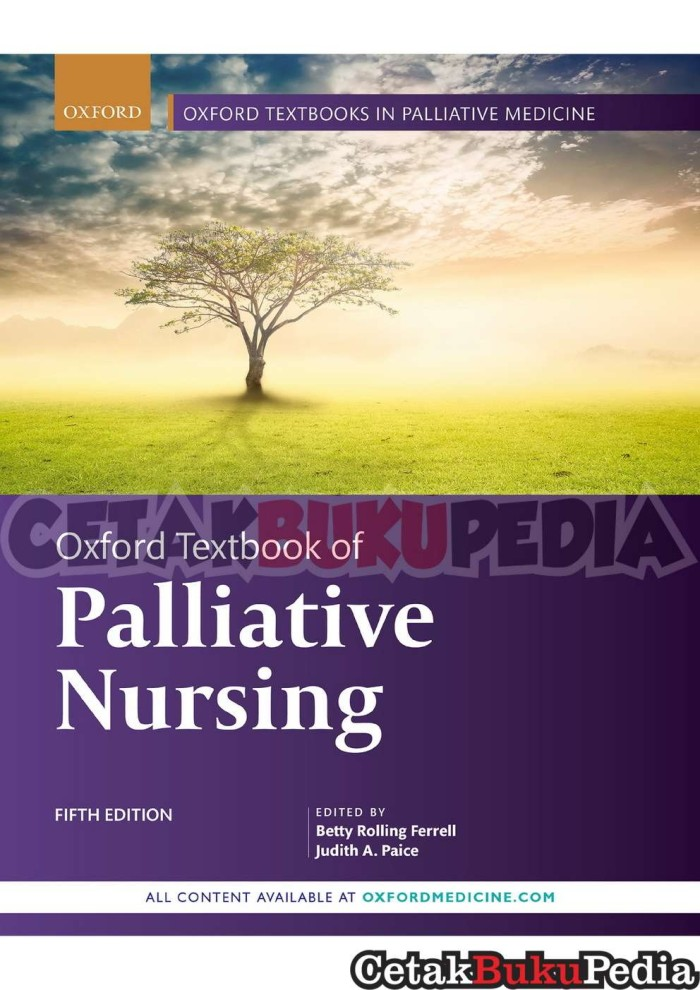 OXFORD
OXFORD TEXTBOOKS IN PALLIATIVE MEDICINE
CETAKBUKUPEDIA
Oxford Textbook of
Palliative
Nursing
FIFTH EDITION
EDITED BY
Betty Rolling Ferrell
Judith A. Paice
ALL CONTENT AVAILABLE AT OXFORDMEDICINE.COM
CetakBukuPedia